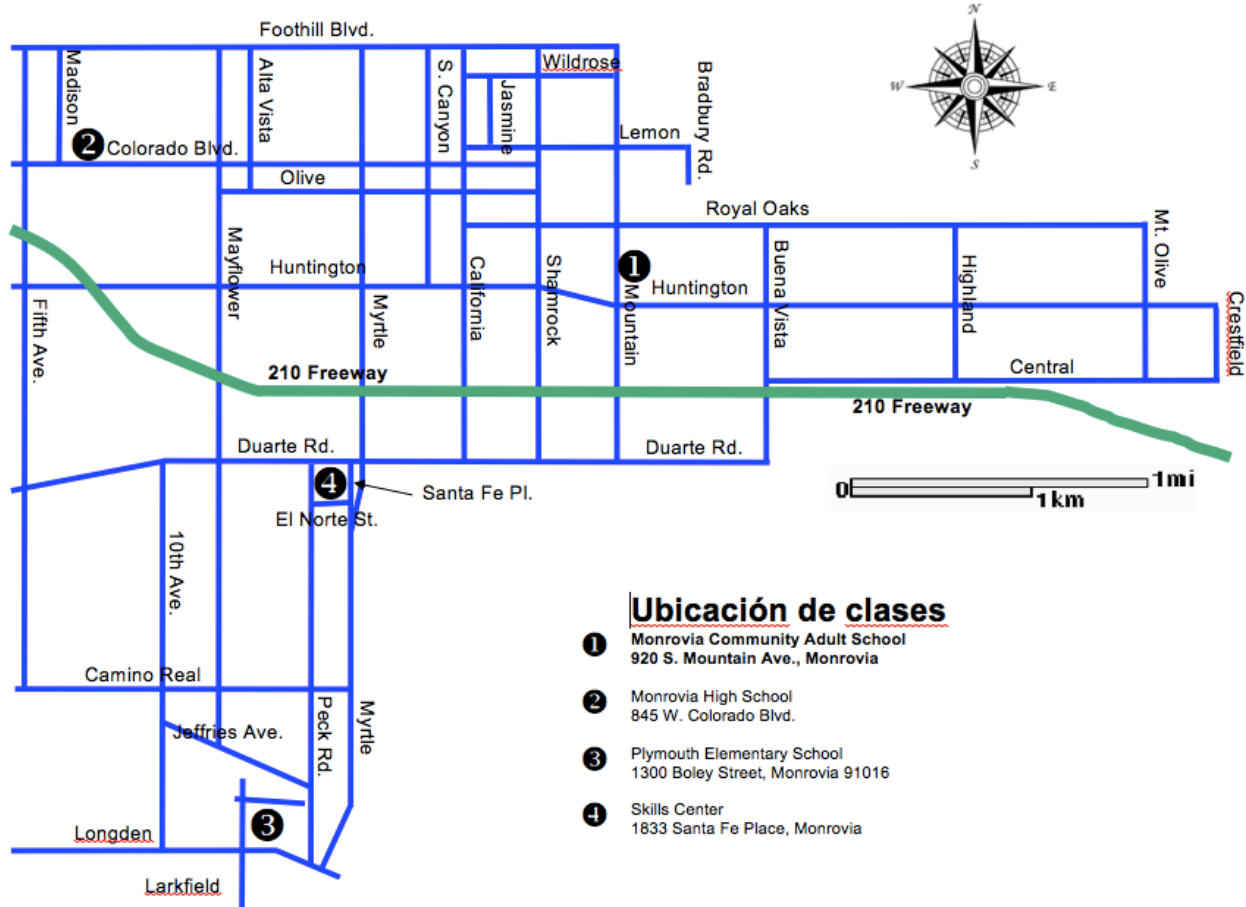 N
Foothill Blvd.
Wildrose
Madison
Alta Vista
S. Canyon
Jasmine
Bradbury Rd.
W
E
Lemon
2
Colorado Blvd.
S
Olive
Royal Oaks
Mt. Olive
Mayflower
Huntington
California
Shamrock
1
Mountain
Huntington
Buena Vista
Highland
Crestfield
Fifth Ave.
Myrtle
210 Freeway
Central
210 Freeway
Duarte Rd.
Duarte Rd.
4
Santa Fe Pl.
0
1mi
1km
El Norte St.
10th Ave.
Camino Real
Peck Rd.
Myrtle
Jeffries Ave.
3
Longden
Larkfield
Ubicación de clases
1 Monrovia Community Adult School
920 S. Mountain Ave., Monrovia
2 Monrovia High School
845 W. Colorado Blvd.
3 Plymouth Elementary School
1300 Boley Street, Monrovia 91016
4 Skills Center
1833 Santa Fe Place, Monrovia